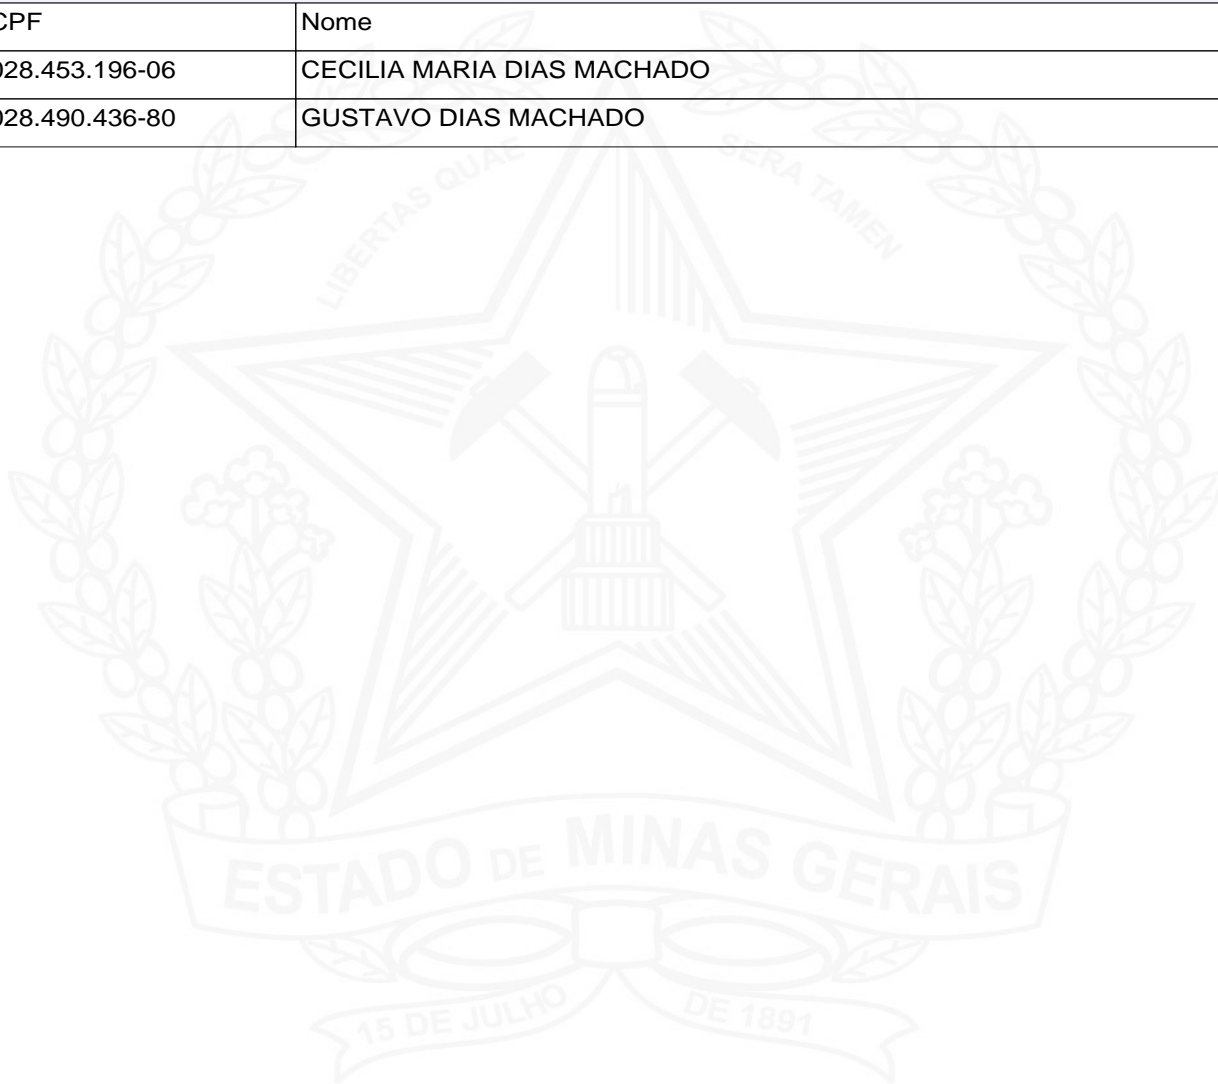 CPF Nome
028.453.196-06 CECILIA MARIA DIAS MACHADO
028.490.436-80 GUSTAVO DIAS MACHADO
LIBERTAS QUAE SERA TAMEN
ESTADO DE MINAS GERAIS
15 DE JULHO DE 1891